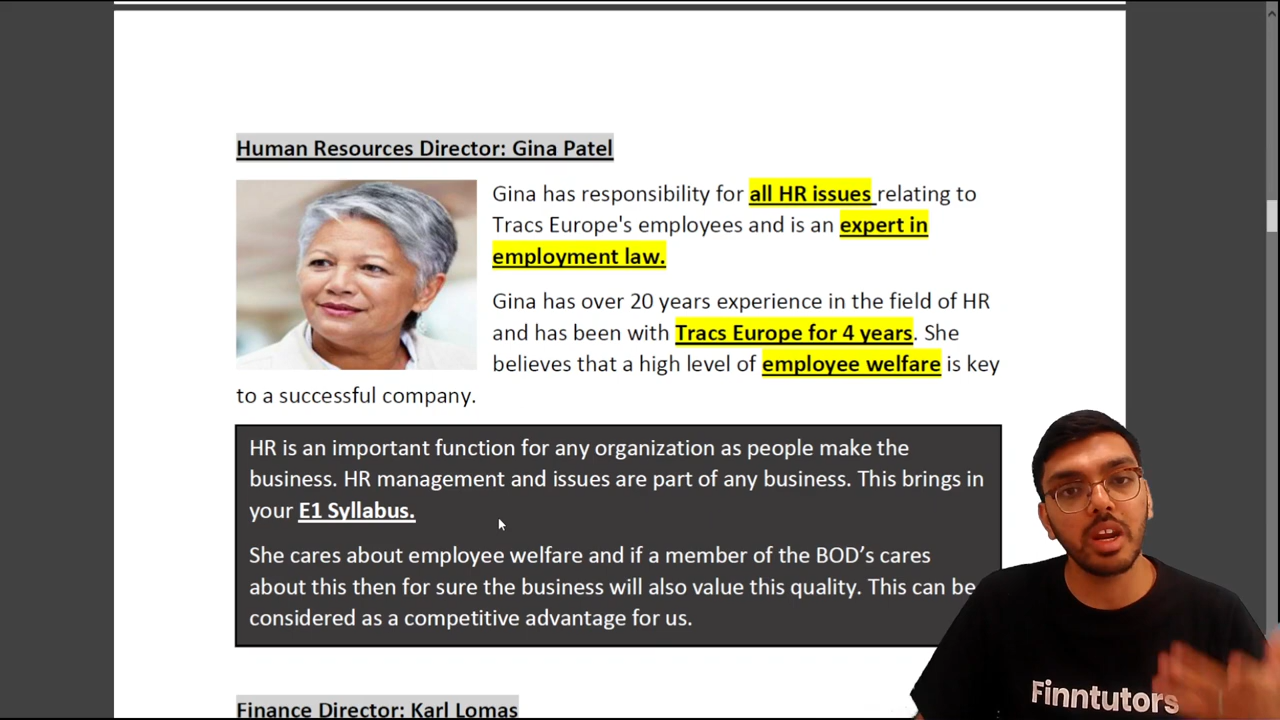 Human Resources Director: Gina Patel
Gina has responsibility for all HR issues relating to
Tracs Europe's employees and is an expert in
employment law.
Gina has over 20 years experience in the field of HR
and has been with Tracs Europe for 4 years. She
believes that a high level of employee welfare is key
to a successful company.
HR is an important function for any organization as people make the
business. HR management and issues are part of any business. This brings in
your E1 Syllabus.
She cares about employee welfare and if a member of the BOD's cares
about this then for sure the business will also value this quality. This can be
considered as a competitive advantage for us.
Finntutors
Finance Director: Karl Lomas